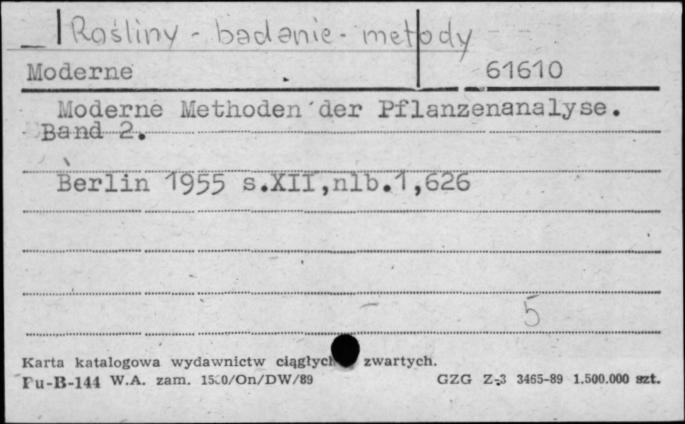 Rośliny - badanie - metody
Moderne 61610
Moderne Methoden der Pflanzenanalyse.
Band 2.
Berlin 1955 s.XII,nlb.1,626
5
Karta katalogowa wydawnictw ciągłych zwartych.
Pu-B-144 W.A. zam. 1500/On/DW/89 GZG Z-3 3465-89 1.500.000 szt.